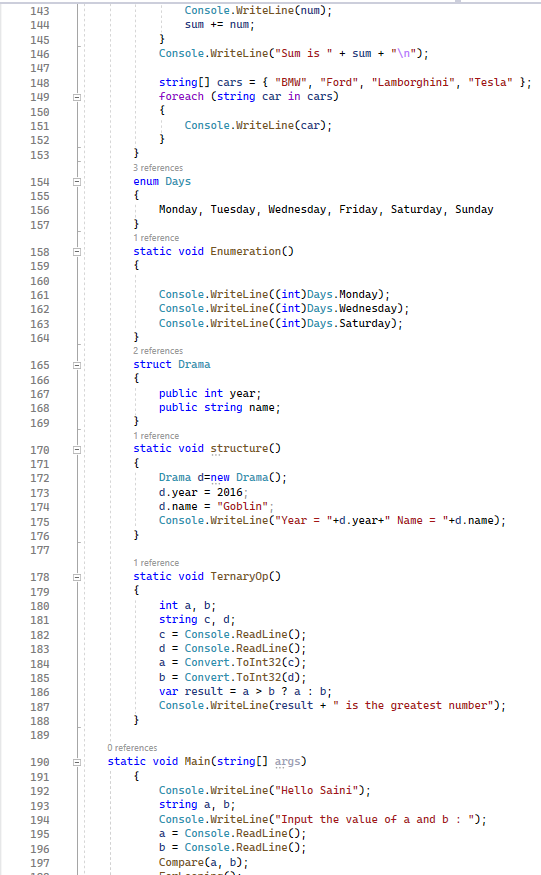 143 Console.WriteLine(num);
144 sum += num;
145 }
146 Console.WriteLine("Sum is " + sum + "\n");
147
148 string[] cars = { "BMW", "Ford", "Lamborghini", "Tesla" };
149 foreach (string car in cars)
150 {
151 Console.WriteLine(car);
152 }
153 }
3 references
154 enum Days
155 {
156 Monday, Tuesday, Wednesday, Friday, Saturday, Sunday
157 }
1 reference
158 static void Enumeration()
159 {
160
161 Console.WriteLine((int)Days.Monday);
162 Console.WriteLine((int)Days.Wednesday);
163 Console.WriteLine((int)Days.Saturday);
164 }
2 references
165 struct Drama
166 {
167 public int year;
168 public string name;
169 }
1 reference
170 static void structure()
171 {
172 Drama d=new Drama();
173 d.year = 2016;
174 d.name = "Goblin";
175 Console.WriteLine("Year = "+d.year+" Name = "+d.name);
176 }
177
1 reference
178 static void TernaryOp()
179 {
180 int a, b;
181 string c, d;
182 c = Console.ReadLine();
183 d = Console.ReadLine();
184 a = Convert.ToInt32(c);
185 b = Convert.ToInt32(d);
186 var result = a > b ? a : b;
187 Console.WriteLine(result + " is the greatest number");
188 }
189
0 references
190 static void Main(string[] args)
191 {
192 Console.WriteLine("Hello Saini");
193 string a, b;
194 Console.WriteLine("Input the value of a and b : ");
195 a = Console.ReadLine();
196 b = Console.ReadLine();
197 Compare(a, b);